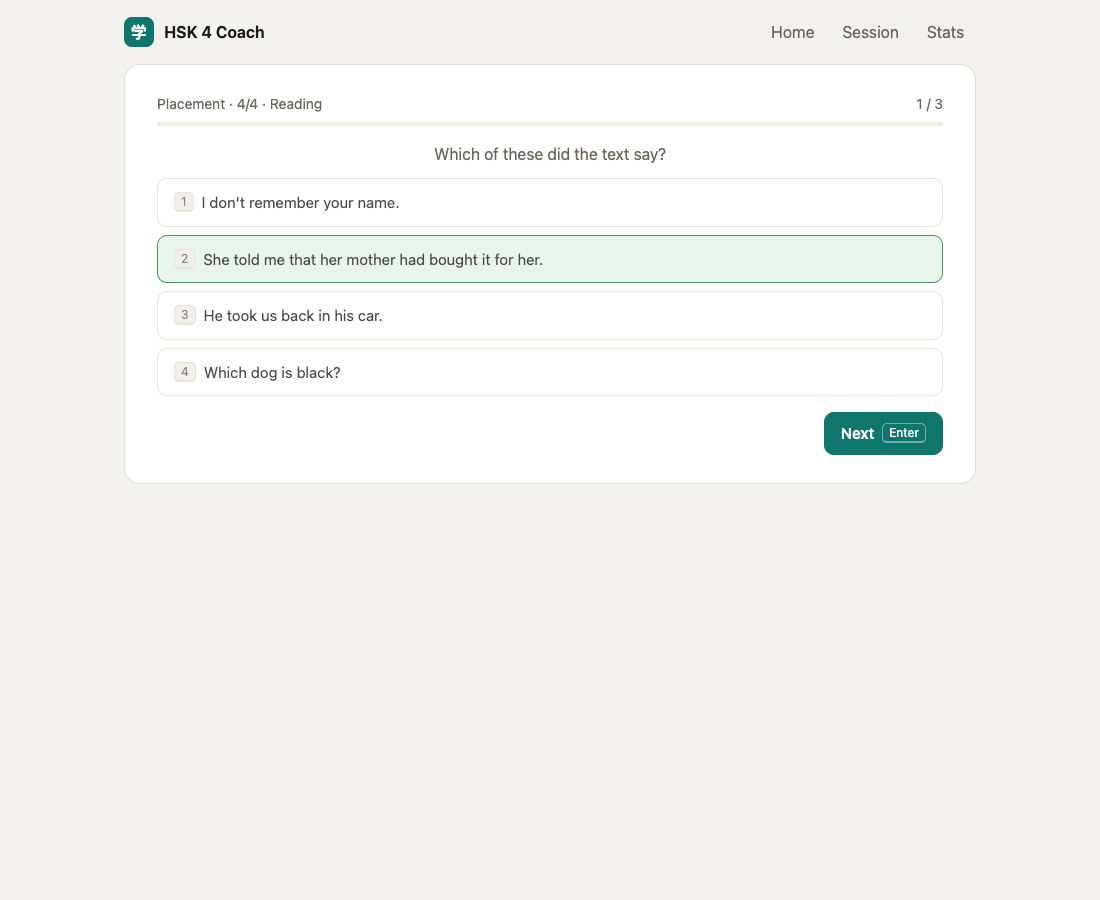 学 HSK 4 Coach
Home Session Stats
Placement · 4/4 · Reading 1 / 3
Which of these did the text say?
1 I don't remember your name.
2 She told me that her mother had bought it for her.
3 He took us back in his car.
4 Which dog is black?
Next Enter